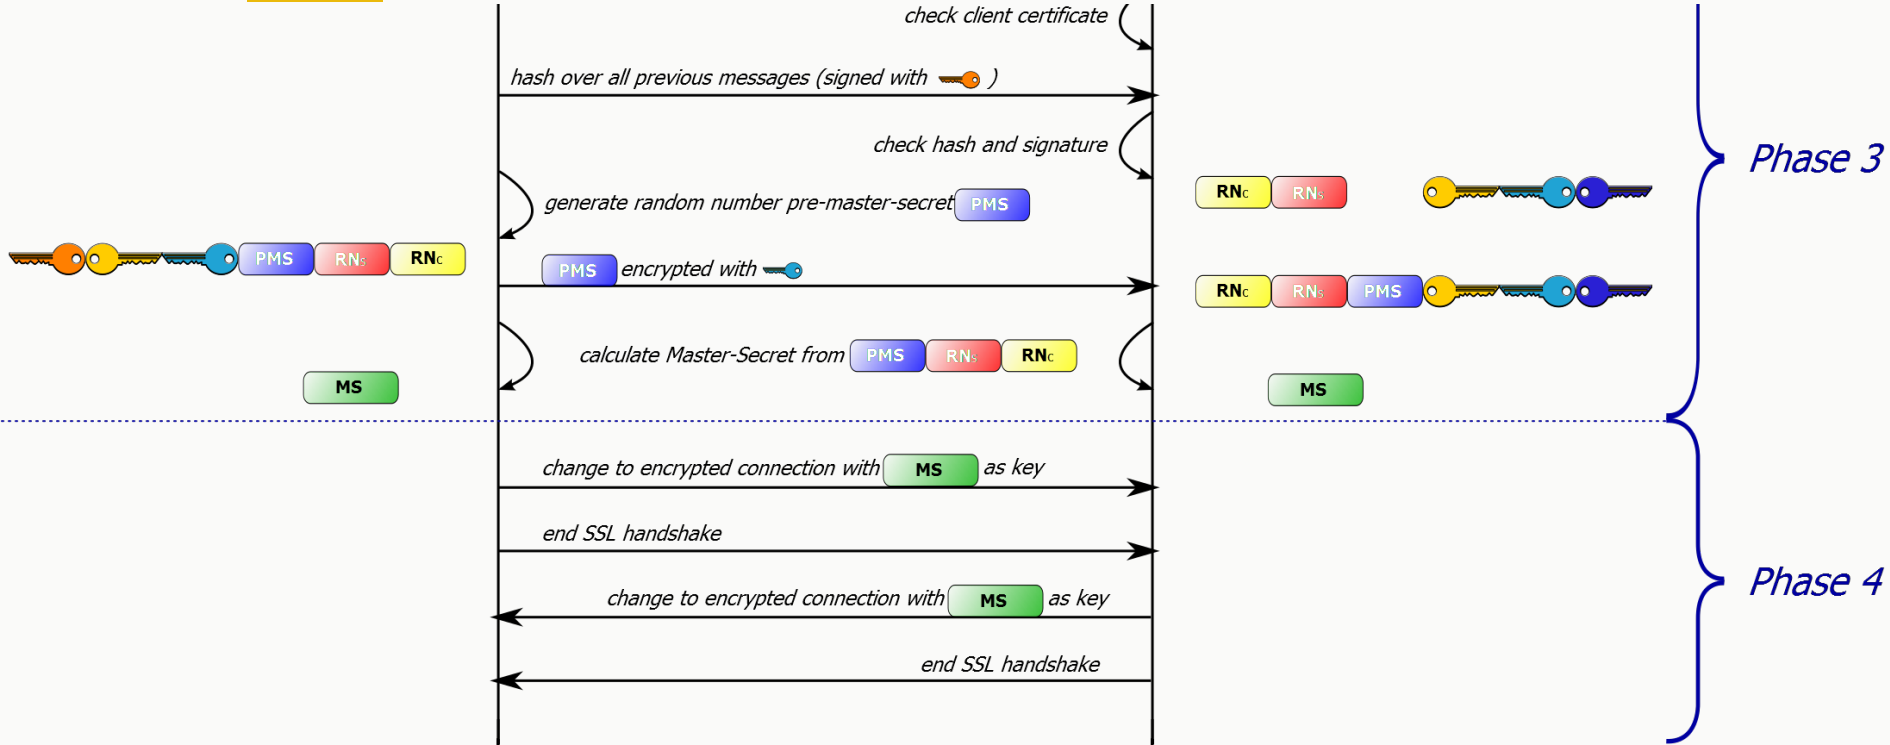 check client certificate
hash over all previous messages (signed with )
check hash and signature
Phase 3
RNC RNS
generate random number pre-master-secret PMS
PMS RNS RNC
PMS encrypted with
RNC RNS PMS
calculate Master-Secret from PMS RNS RNC
MS
MS
change to encrypted connection with MS as key
end SSL handshake
Phase 4
change to encrypted connection with MS as key
end SSL handshake